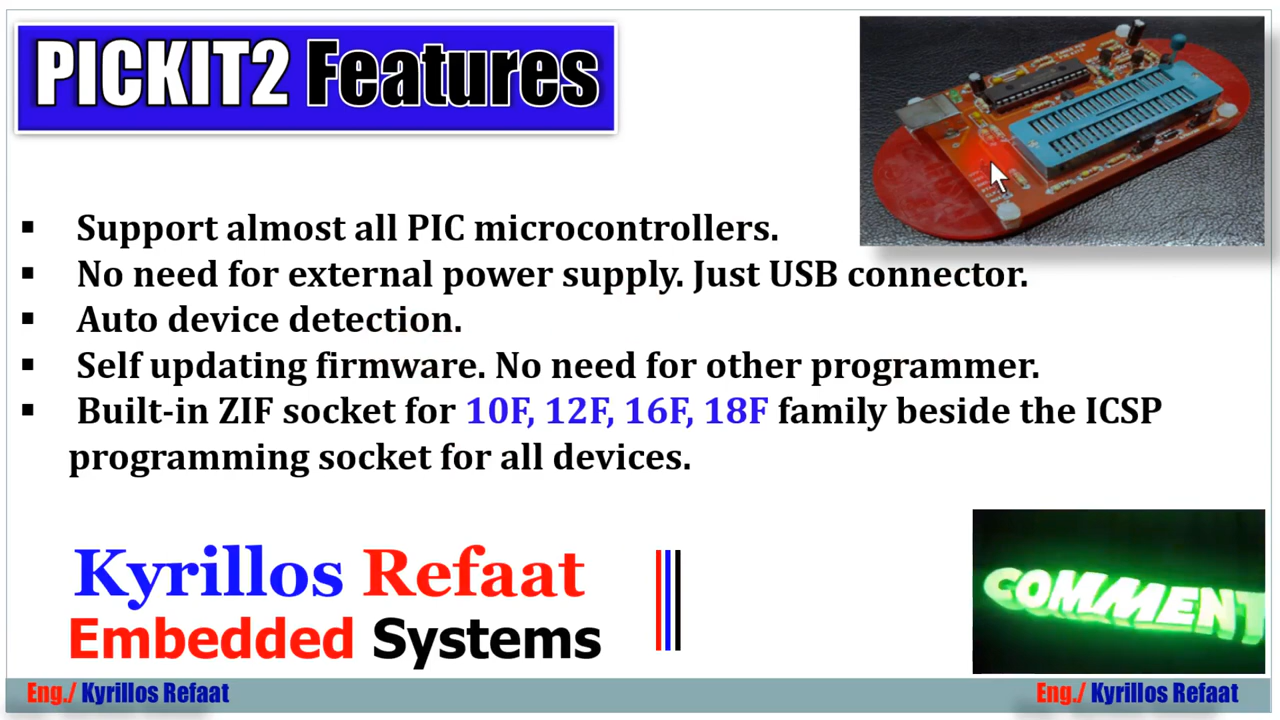 PICKIT2 Features
▪ Support almost all PIC microcontrollers.
▪ No need for external power supply. Just USB connector.
▪ Auto device detection.
▪ Self updating firmware. No need for other programmer.
▪ Built-in ZIF socket for 10F, 12F, 16F, 18F family beside the ICSP
programming socket for all devices.
COMMENT
Kyrillos Refaat
Embedded Systems
Eng./ Kyrillos Refaat
Eng./ Kyrillos Refaat